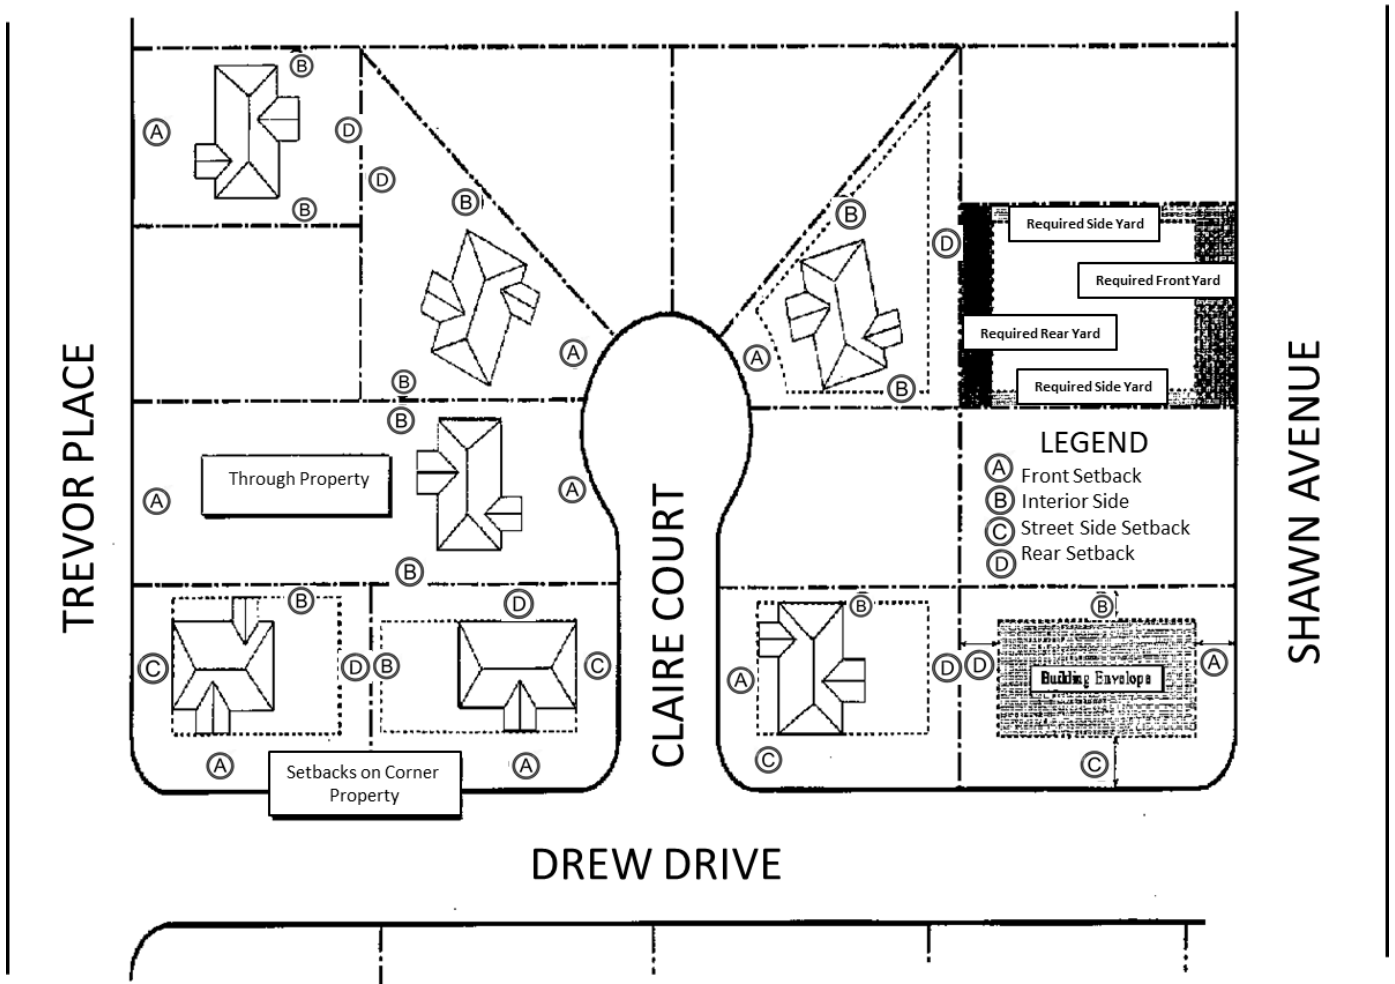 B
A
D
D
B
B
B
D
Required Side Yard
Required Front Yard
Required Rear Yard
Required Side Yard
A
A
B
B
B
TREVOR PLACE
A
Through Property
A
B
CLAIRE COURT
LEGEND
A Front Setback
B Interior Side
C Street Side Setback
D Rear Setback
SHAWN AVENUE
B
D
B
B
C
D
B
C
A
D
D
Building Envelope
A
A
A
C
C
Setbacks on Corner
Property
DREW DRIVE